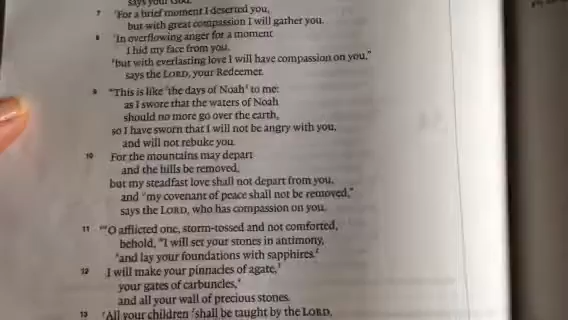 says your God.
7 "For a brief moment I deserted you,
but with great compassion I will gather you.
8 In overflowing anger for a moment
I hid my face from you,
but with everlasting love I will have compassion on you,"
says the LORD, your Redeemer.
9 "This is like the days of Noah to me:
as I swore that the waters of Noah
should no more go over the earth,
so I have sworn that I will not be angry with you,
and will not rebuke you.
10 For the mountains may depart
and the hills be removed,
but my steadfast love shall not depart from you,
and my covenant of peace shall not be removed,"
says the LORD, who has compassion on you.
11 "O afflicted one, storm-tossed and not comforted,
behold, I will set your stones in antimony,
and lay your foundations with sapphires.
12 I will make your pinnacles of agate,
your gates of carbuncles,
and all your wall of precious stones.
13 All your children shall be taught by the LORD,